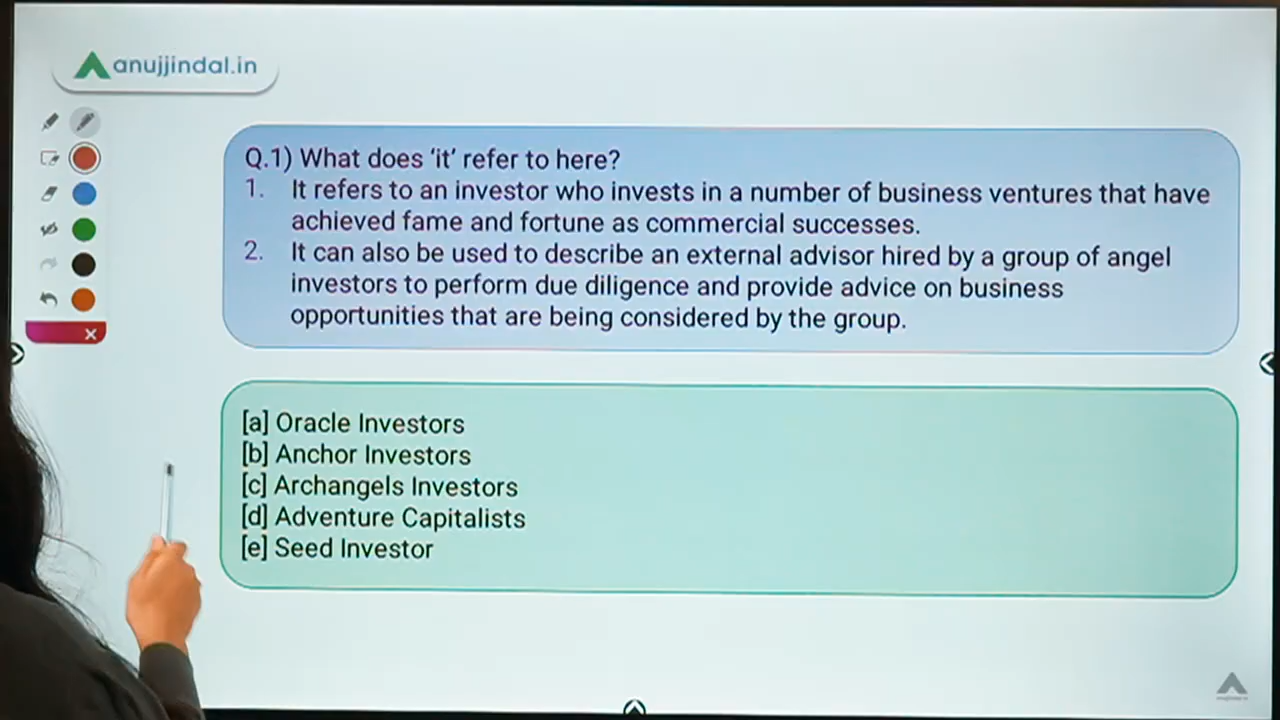 anujjindal.in
Q.1) What does ‘it’ refer to here?
1. It refers to an investor who invests in a number of business ventures that have
achieved fame and fortune as commercial successes.
2. It can also be used to describe an external advisor hired by a group of angel
investors to perform due diligence and provide advice on business
opportunities that are being considered by the group.
[a] Oracle Investors
[b] Anchor Investors
[c] Archangels Investors
[d] Adventure Capitalists
[e] Seed Investor